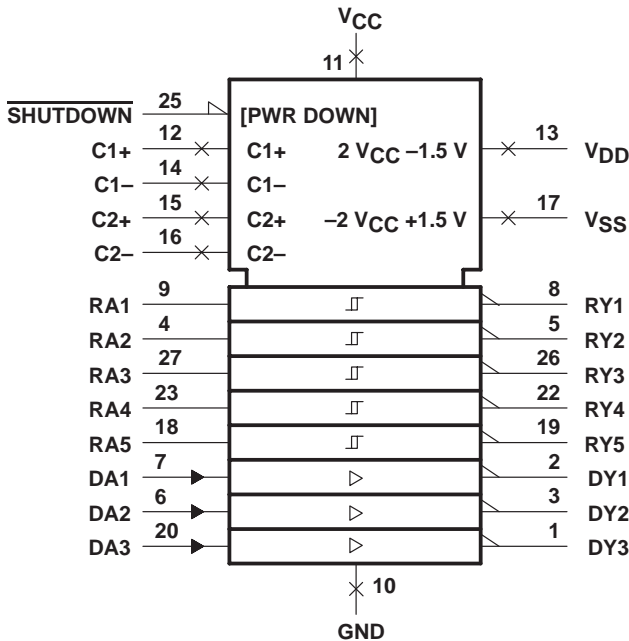 VCC
11
SHUTDOWN 25 [PWR DOWN]
C1+ 12 C1+ 2 VCC –1.5 V 13 VDD
C1– 14 C1–
C2+ 15 C2+ –2 VCC +1.5 V 17 VSS
C2– 16 C2–
RA1 9 8 RY1
RA2 4 5 RY2
RA3 27 26 RY3
RA4 23 22 RY4
RA5 18 19 RY5
DA1 7 2 DY1
DA2 6 3 DY2
DA3 20 1 DY3
10
GND